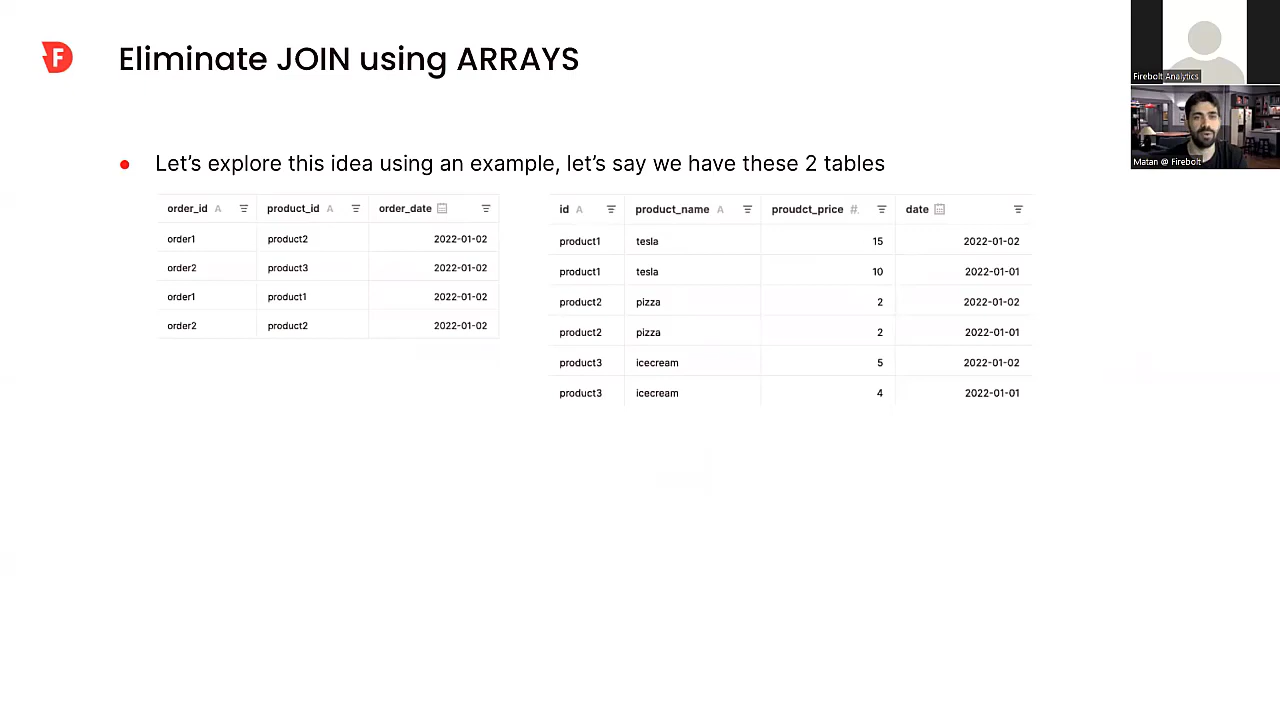 F
Eliminate JOIN using ARRAYS
Firebolt Analytics
Matan @ Firebolt
Let's explore this idea using an example, let's say we have these 2 tables
order_id A product_id A order_date
order1 product2 2022-01-02
order2 product3 2022-01-02
order1 product1 2022-01-02
order2 product2 2022-01-02
id A product_name A proudct_price #. date
product1 tesla 15 2022-01-02
product1 tesla 10 2022-01-01
product2 pizza 2 2022-01-02
product2 pizza 2 2022-01-01
product3 icecream 5 2022-01-02
product3 icecream 4 2022-01-01